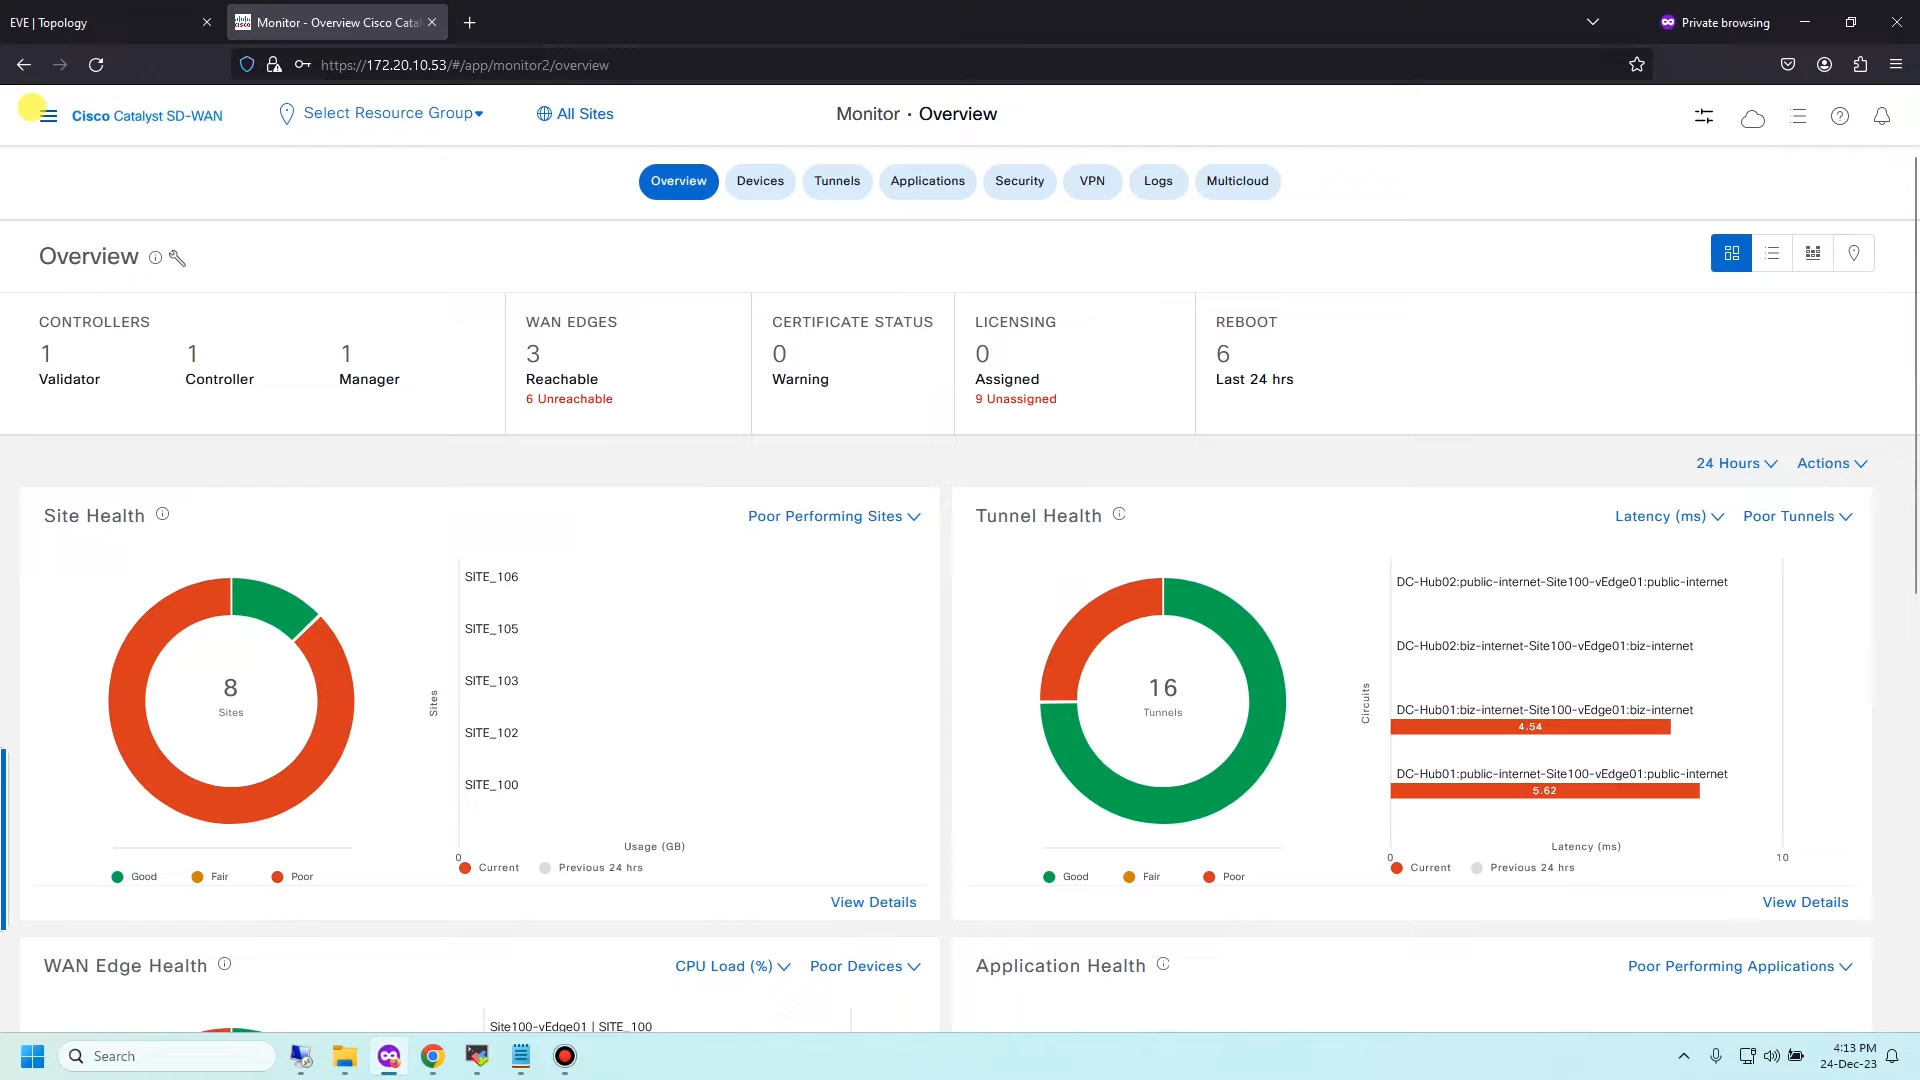 EVE | Topology
Monitor - Overview Cisco Catal
Private browsing
https://172.20.10.53/#/app/monitor2/overview
Cisco Catalyst SD-WAN
Select Resource Group
All Sites
Monitor · Overview
Overview
Devices
Tunnels
Applications
Security
VPN
Logs
Multicloud
Overview
CONTROLLERS
1
Validator
1
Controller
1
Manager
WAN EDGES
3
Reachable
6 Unreachable
CERTIFICATE STATUS
0
Warning
LICENSING
0
Assigned
9 Unassigned
REBOOT
6
Last 24 hrs
24 Hours
Actions
Site Health
Poor Performing Sites
8
Sites
Good
Fair
Poor
Sites
SITE_106
SITE_105
SITE_103
SITE_102
SITE_100
0
Usage (GB)
Current
Previous 24 hrs
View Details
Tunnel Health
Latency (ms)
Poor Tunnels
16
Tunnels
Good
Fair
Poor
Circuits
DC-Hub02:public-internet-Site100-vEdge01:public-internet
DC-Hub02:biz-internet-Site100-vEdge01:biz-internet
DC-Hub01:biz-internet-Site100-vEdge01:biz-internet
4.54
DC-Hub01:public-internet-Site100-vEdge01:public-internet
5.62
Latency (ms)
0
10
Current
Previous 24 hrs
View Details
WAN Edge Health
CPU Load (%)
Poor Devices
Site100-vEdge01 | SITE_100
Application Health
Poor Performing Applications
Search
4:13 PM
24-Dec-23